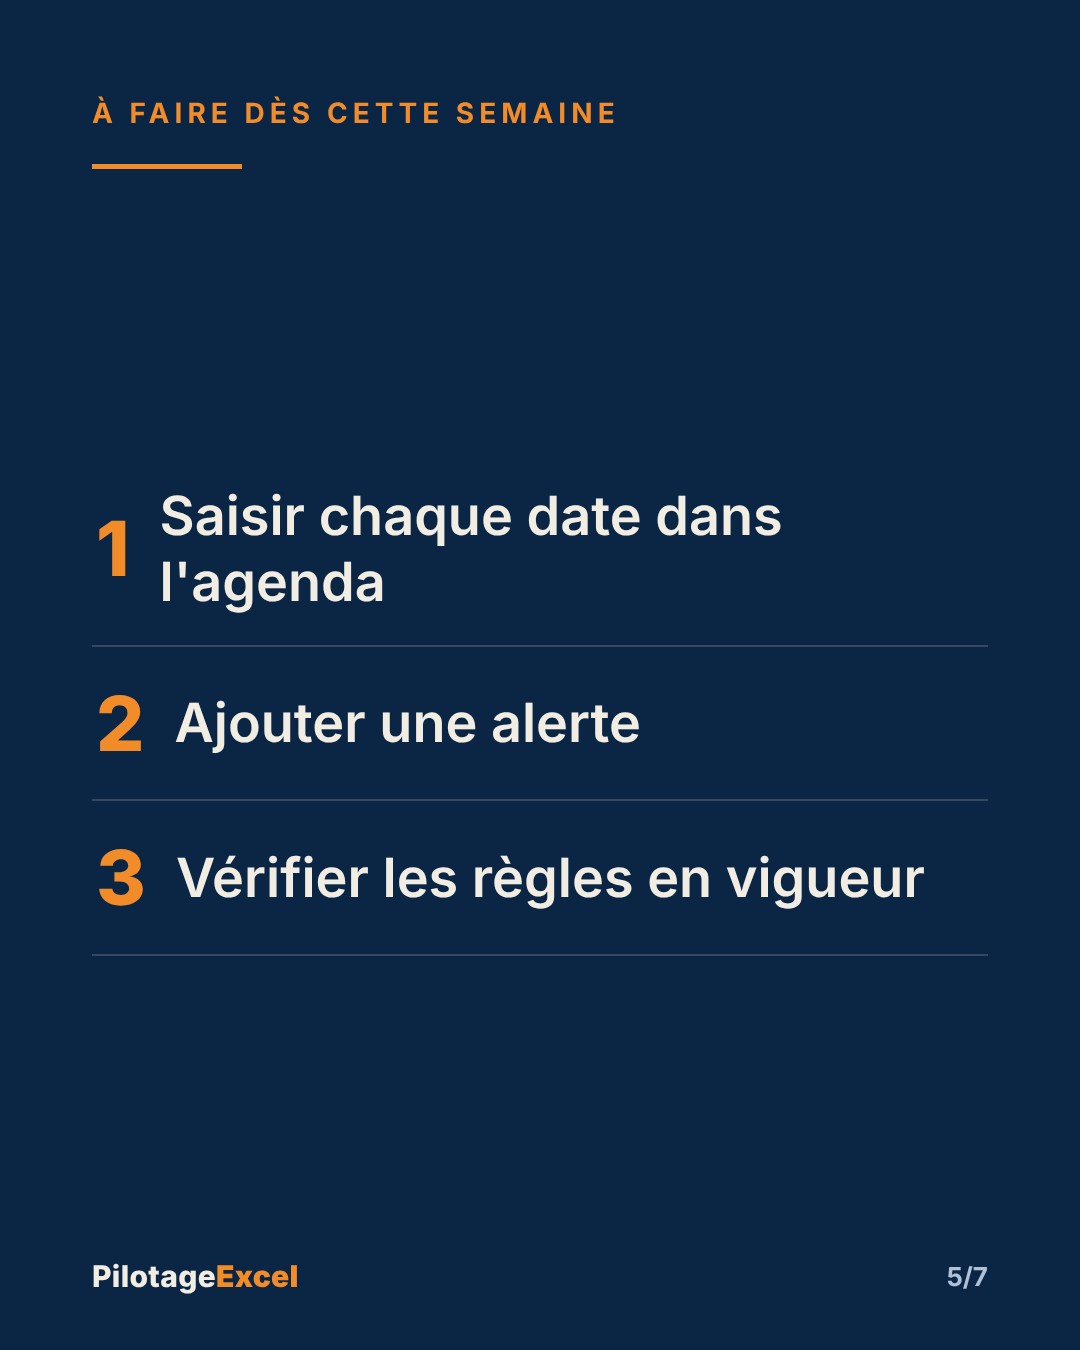 À FAIRE DÈS CETTE SEMAINE
1 Saisir chaque date dans
l'agenda
2 Ajouter une alerte
3 Vérifier les règles en vigueur
PilotageExcel
5/7